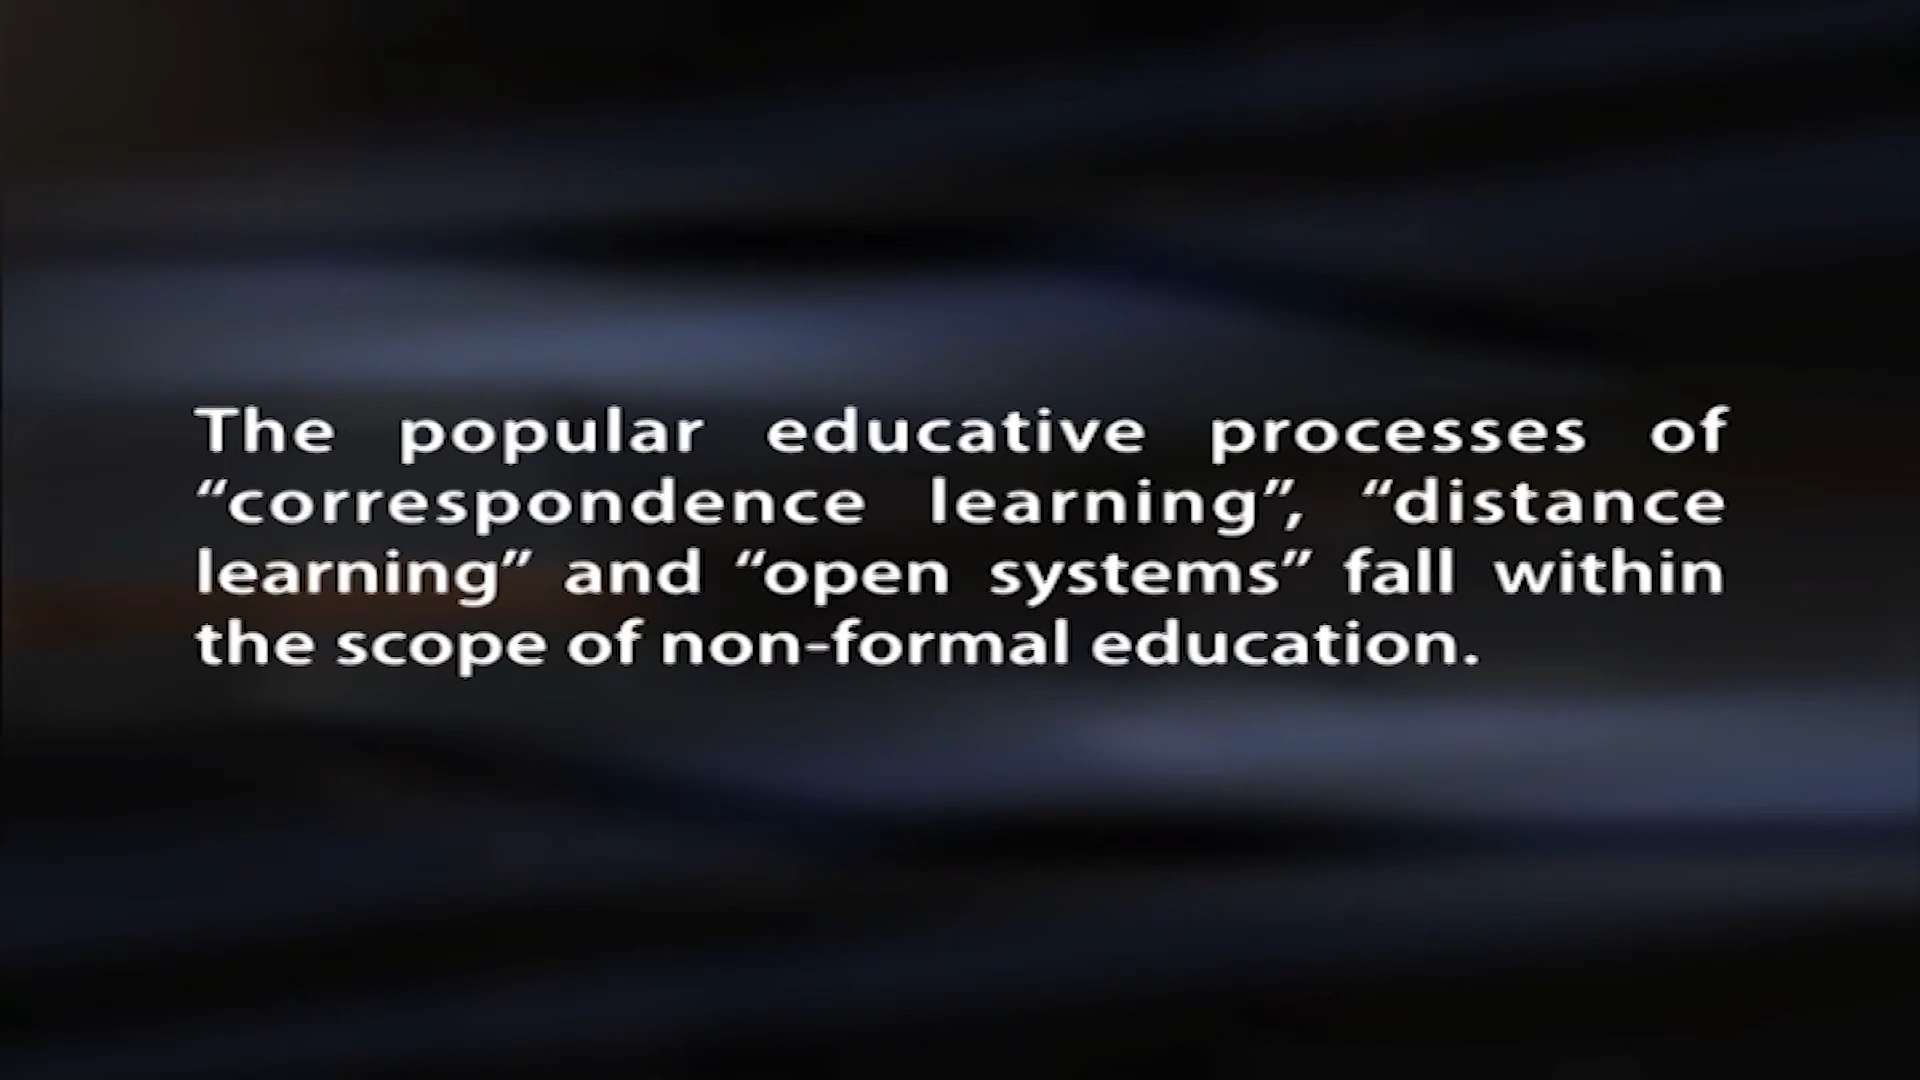 The popular educative processes of
“correspondence learning”, “distance
learning” and “open systems” fall within
the scope of non-formal education.